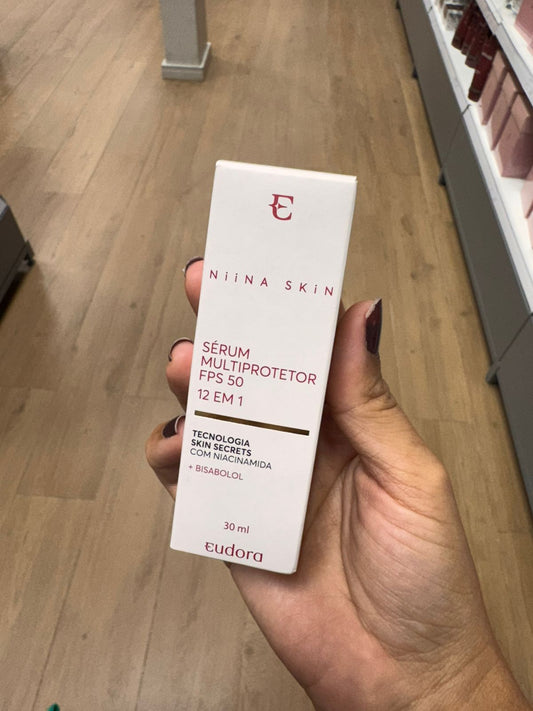 E
NiiNA SKiN
SÉRUM
MULTIPROTETOR
FPS 50
12 EM 1
TECNOLOGIA
SKIN SECRETS
COM NIACINAMIDA
+ BISABOLOL
30 ml
Eudora